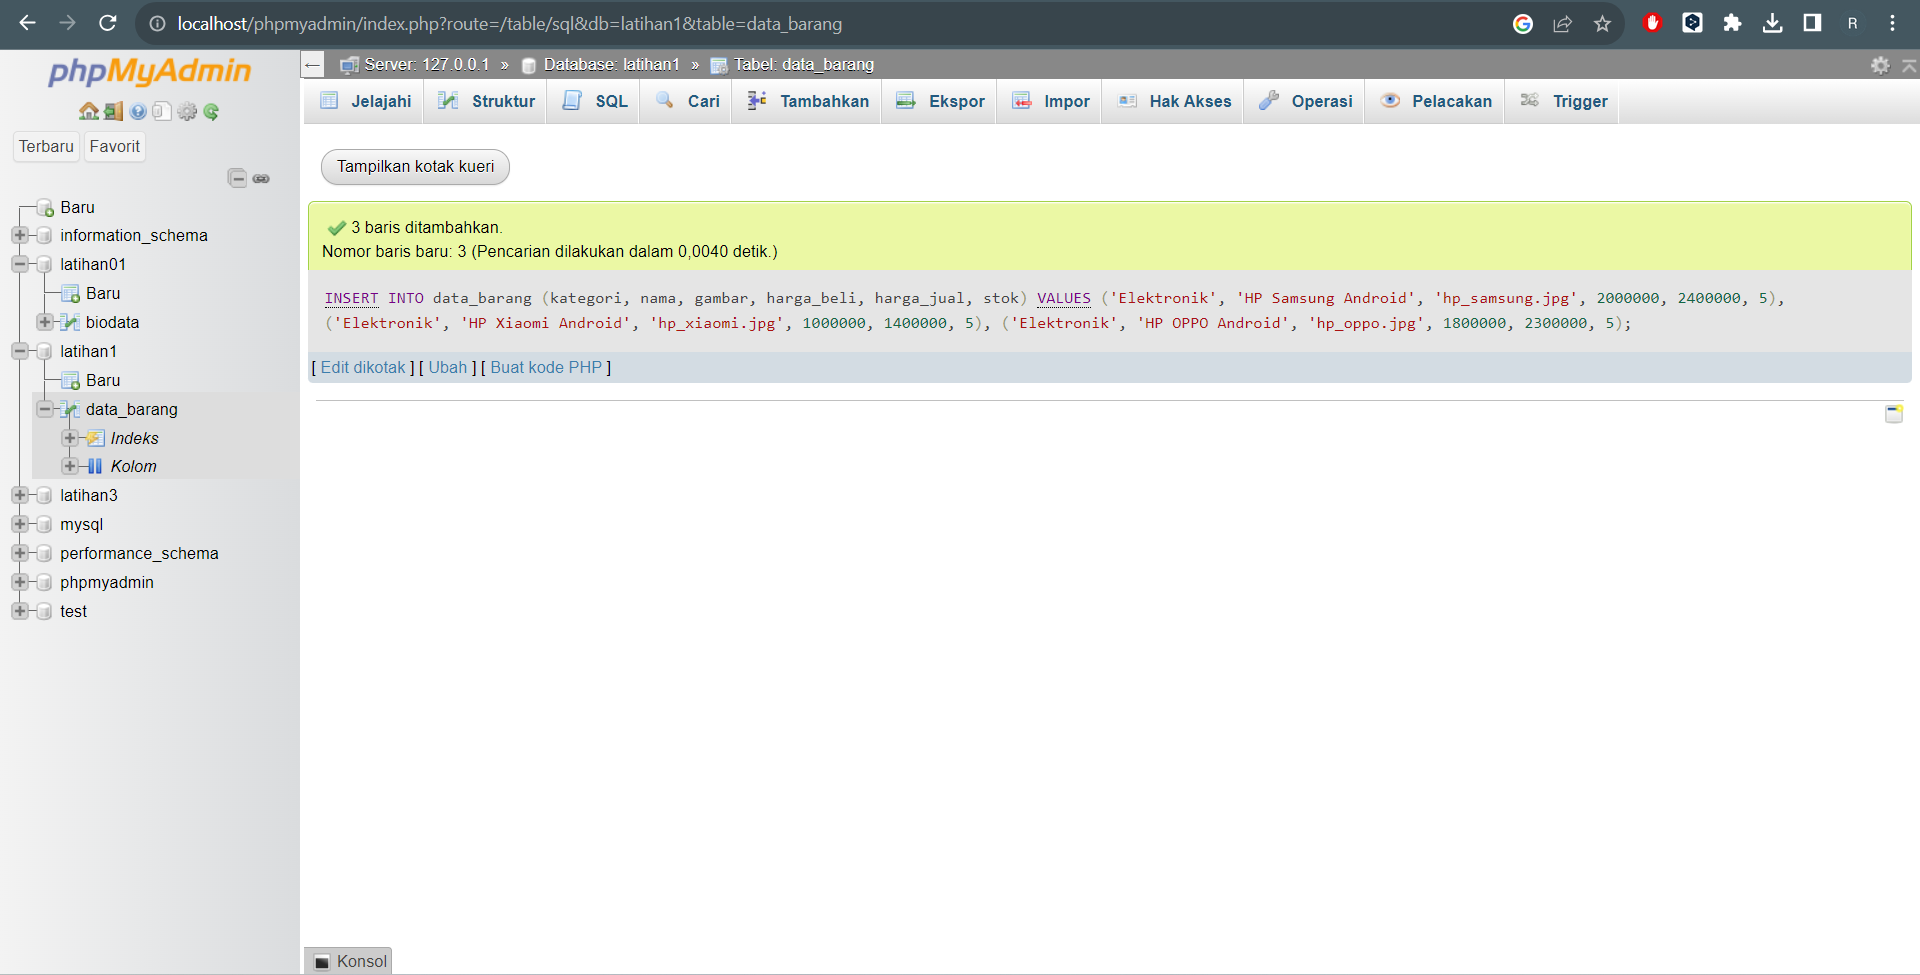 localhost/phpmyadmin/index.php?route=/table/sql&db=latihan1&table=data_barang
R
phpMyAdmin
Terbaru
Favorit
Baru
information_schema
latihan01
Baru
biodata
latihan1
Baru
data_barang
Indeks
Kolom
latihan3
mysql
performance_schema
phpmyadmin
test
Server: 127.0.0.1 » Database: latihan1 » Tabel: data_barang
Jelajahi Struktur SQL Cari Tambahkan Ekspor Impor Hak Akses Operasi Pelacakan Trigger
Tampilkan kotak kueri
3 baris ditambahkan.
Nomor baris baru: 3 (Pencarian dilakukan dalam 0,0040 detik.)
INSERT INTO data_barang (kategori, nama, gambar, harga_beli, harga_jual, stok) VALUES ('Elektronik', 'HP Samsung Android', 'hp_samsung.jpg', 2000000, 2400000, 5),
('Elektronik', 'HP Xiaomi Android', 'hp_xiaomi.jpg', 1000000, 1400000, 5), ('Elektronik', 'HP OPPO Android', 'hp_oppo.jpg', 1800000, 2300000, 5);
[ Edit dikotak ] [ Ubah ] [ Buat kode PHP ]
Konsol